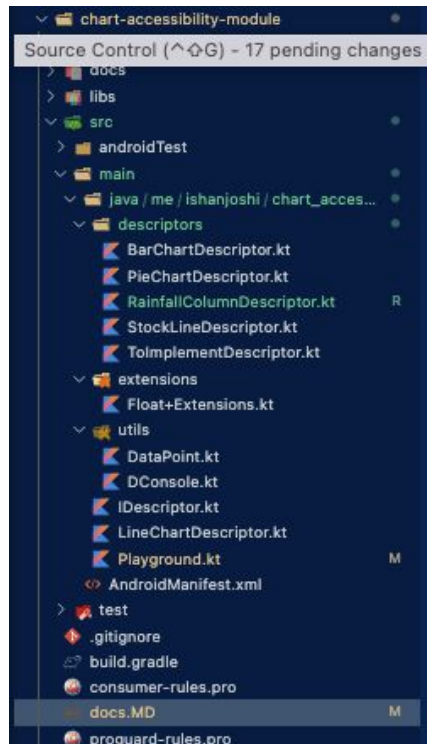 chart-accessibility-module
Source Control (^⇧G) - 17 pending changes
docs
libs
src
androidTest
main
java / me / ishanjoshi / chart_acces...
descriptors
BarChartDescriptor.kt
PieChartDescriptor.kt
RainfallColumnDescriptor.kt R
StockLineDescriptor.kt
ToImplementDescriptor.kt
extensions
Float+Extensions.kt
utils
DataPoint.kt
DConsole.kt
IDescriptor.kt
LineChartDescriptor.kt
Playground.kt M
AndroidManifest.xml
test
.gitignore
build.gradle
consumer-rules.pro
docs.MD M
proguard-rules.pro